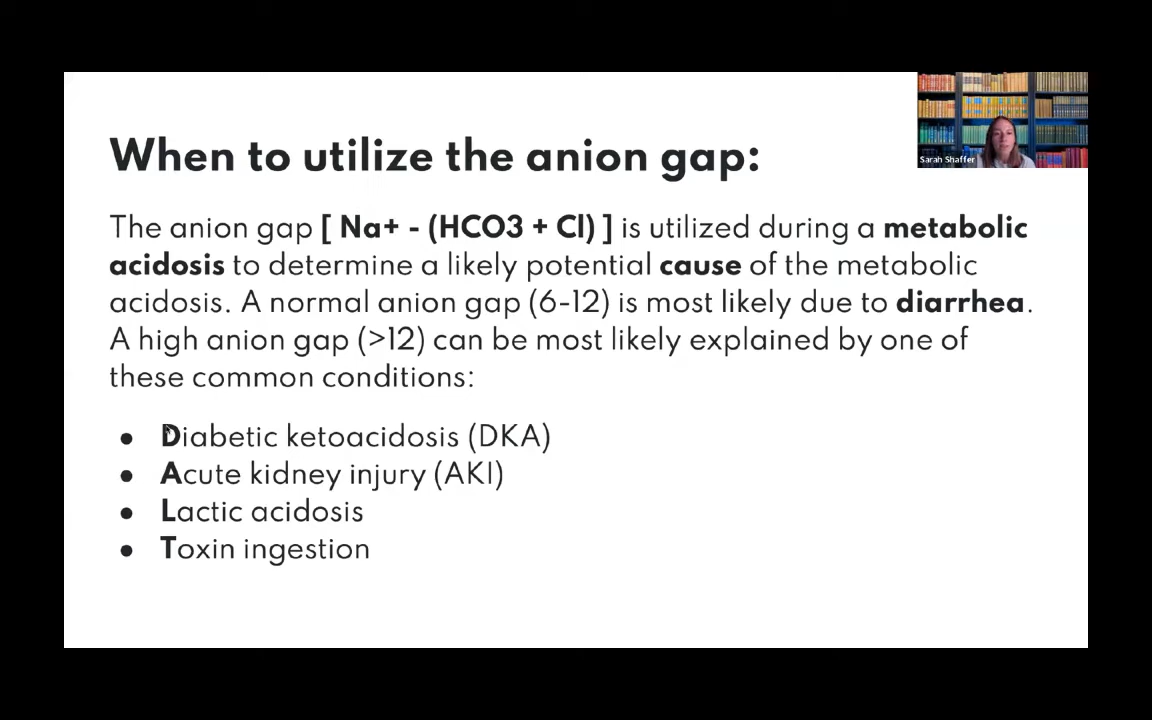 When to utilize the anion gap:
Sarah Shaffer
The anion gap [ Na+ - (HCO3 + Cl) ] is utilized during a metabolic
acidosis to determine a likely potential cause of the metabolic
acidosis. A normal anion gap (6-12) is most likely due to diarrhea.
A high anion gap (>12) can be most likely explained by one of
these common conditions:
● Diabetic ketoacidosis (DKA)
● Acute kidney injury (AKI)
● Lactic acidosis
● Toxin ingestion